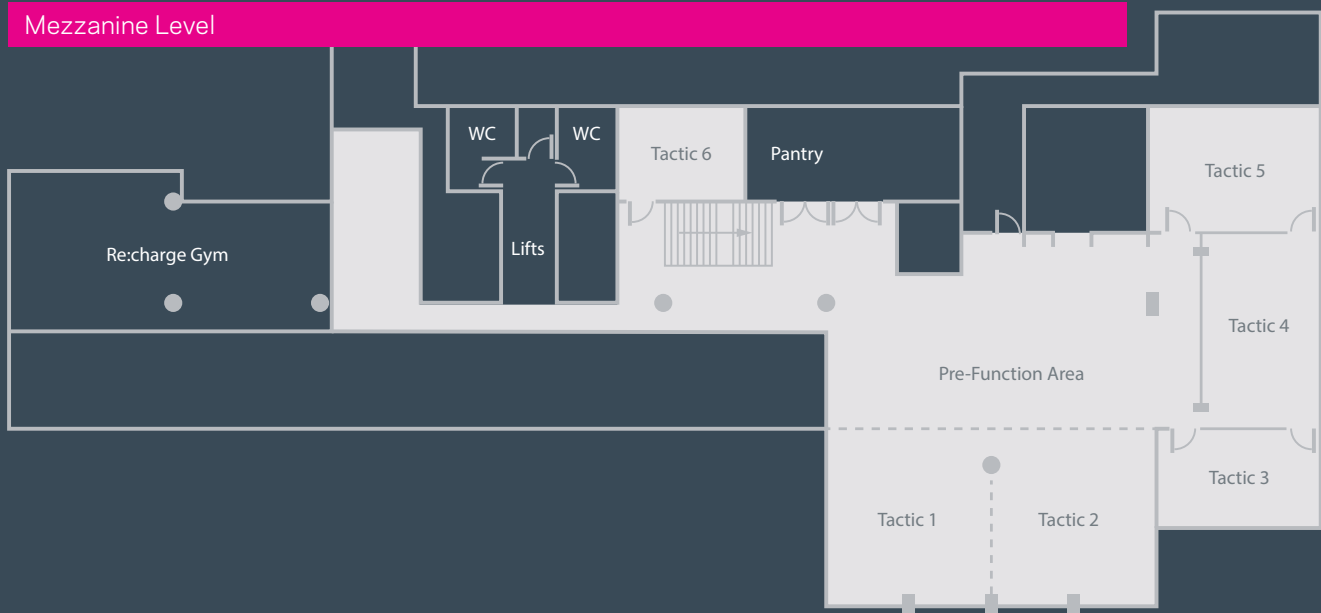 Mezzanine Level
WC
WC
Tactic 6
Pantry
Tactic 5
Re:charge Gym
Lifts
Tactic 4
Pre-Function Area
Tactic 3
Tactic 1
Tactic 2